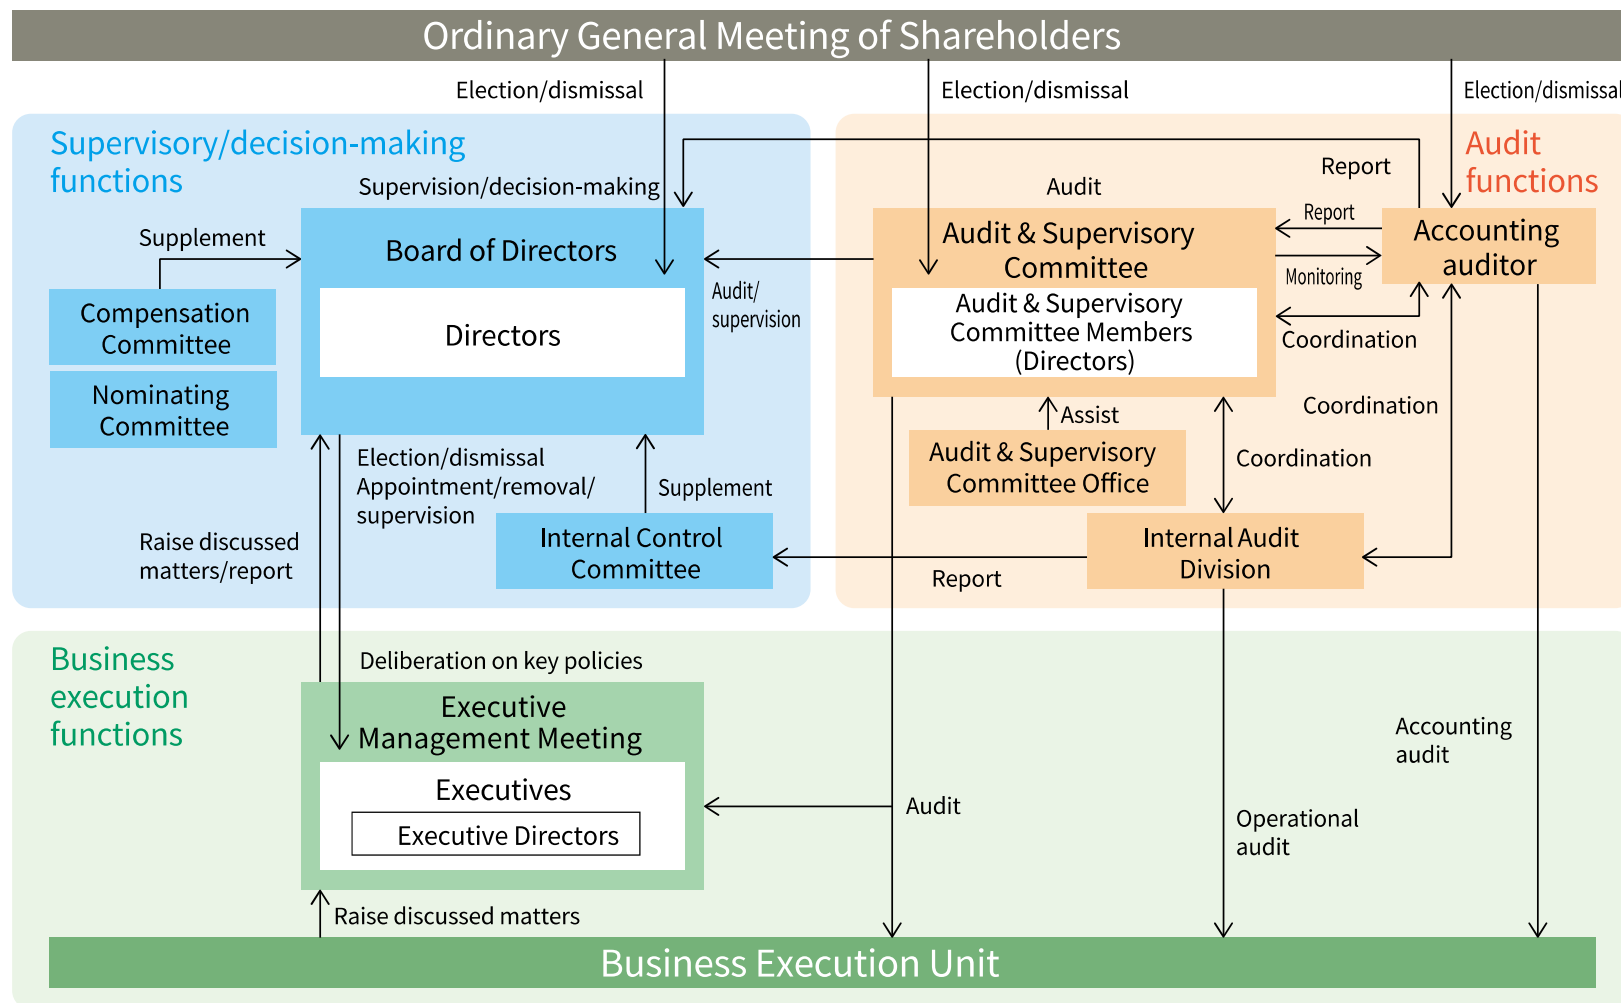 Ordinary General Meeting of Shareholders
Election/dismissal
Election/dismissal
Election/dismissal
Supervisory/decision-making
functions
Supervision/decision-making
Supplement
Board of Directors
Directors
Compensation
Committee
Nominating
Committee
Audit/
supervision
Election/dismissal
Appointment/removal/
supervision
Supplement
Raise discussed
matters/report
Internal Control
Committee
Audit
functions
Report
Audit
Report
Audit & Supervisory
Committee
Audit & Supervisory
Committee Members
(Directors)
Accounting
auditor
Monitoring
Coordination
Coordination
Assist
Audit & Supervisory
Committee Office
Coordination
Internal Audit
Division
Report
Business
execution
functions
Deliberation on key policies
Executive
Management Meeting
Executives
Executive Directors
Audit
Operational
audit
Accounting
audit
Raise discussed matters
Business Execution Unit